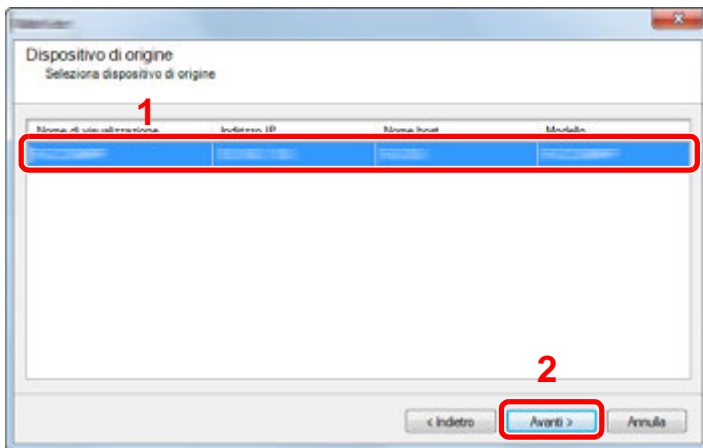 Dispositivo di origine
Seleziona dispositivo di origine
1
Nome di visualizzazione Indirizzo IP Nome host Modello
2
< Indietro Avanti > Annulla